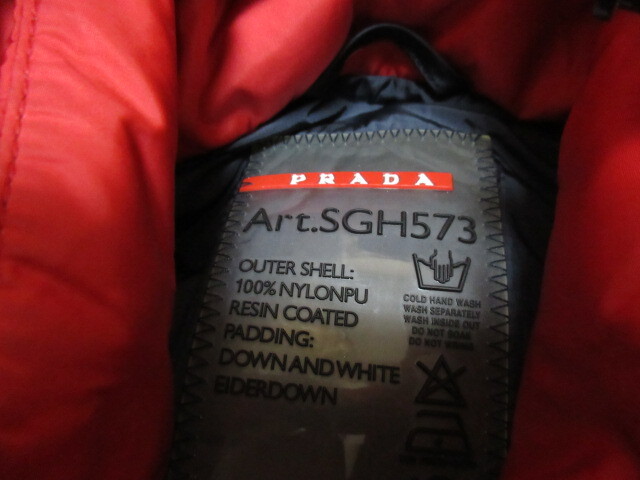 PRADA
Art.SGH573
OUTER SHELL:
100% NYLONPU
RESIN COATED
PADDING:
DOWN AND WHITE
EIDERDOWN
COLD HAND WASH
WASH SEPARATELY
WASH INSIDE OUT
DO NOT SOAK
DO NOT WRING